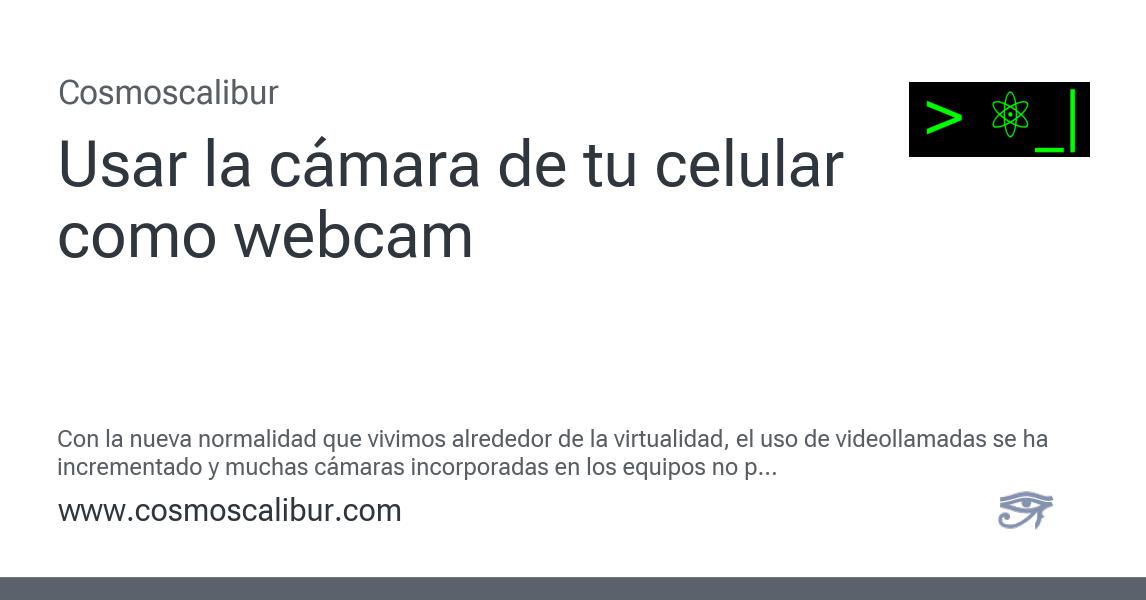 Cosmoscalibur
Usar la cámara de tu celular
como webcam
> ⚛ _|
Con la nueva normalidad que vivimos alrededor de la virtualidad, el uso de videollamadas se ha
incrementado y muchas cámaras incorporadas en los equipos no p...
www.cosmoscalibur.com